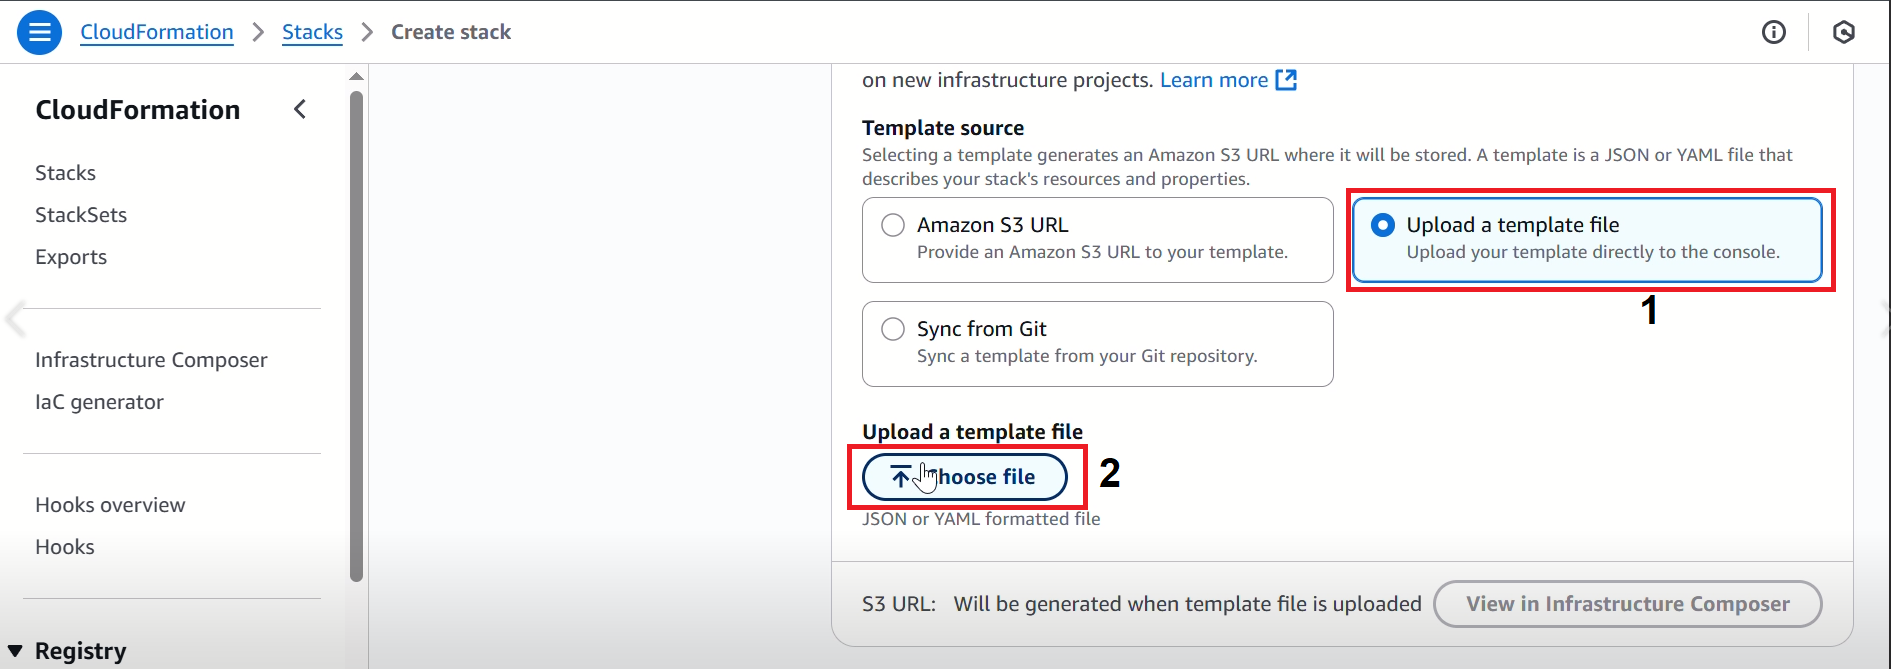 CloudFormation > Stacks > Create stack
CloudFormation
Stacks
StackSets
Exports
Infrastructure Composer
IaC generator
Hooks overview
Hooks
Registry
on new infrastructure projects. Learn more
Template source
Selecting a template generates an Amazon S3 URL where it will be stored. A template is a JSON or YAML file that
describes your stack's resources and properties.
Amazon S3 URL
Provide an Amazon S3 URL to your template.
Upload a template file
Upload your template directly to the console.
1
Sync from Git
Sync a template from your Git repository.
Upload a template file
Choose file
2
JSON or YAML formatted file
S3 URL: Will be generated when template file is uploaded
View in Infrastructure Composer